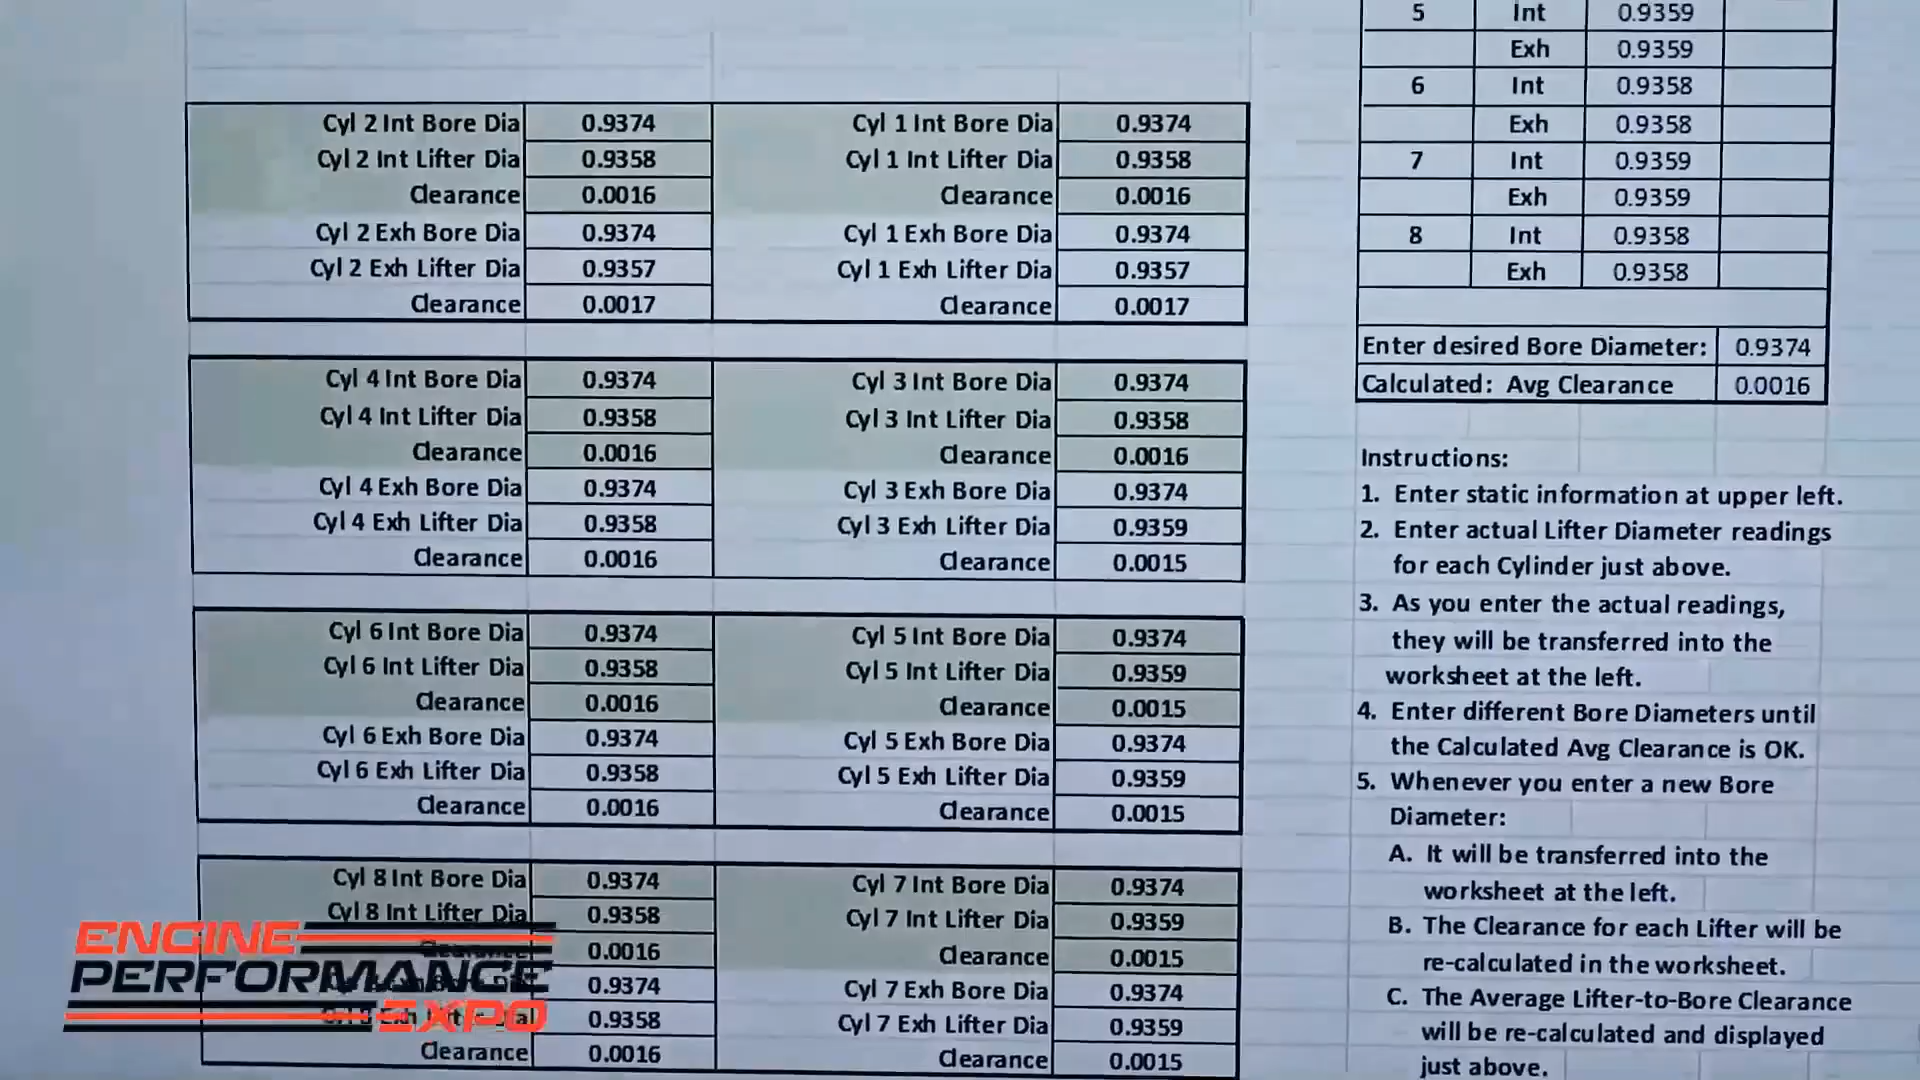 Cyl 2 Int Bore Dia 0.9374 Cyl 1 Int Bore Dia 0.9374
Cyl 2 Int Lifter Dia 0.9358 Cyl 1 Int Lifter Dia 0.9358
Clearance 0.0016 Clearance 0.0016
Cyl 2 Exh Bore Dia 0.9374 Cyl 1 Exh Bore Dia 0.9374
Cyl 2 Exh Lifter Dia 0.9357 Cyl 1 Exh Lifter Dia 0.9357
Clearance 0.0017 Clearance 0.0017
Cyl 4 Int Bore Dia 0.9374 Cyl 3 Int Bore Dia 0.9374
Cyl 4 Int Lifter Dia 0.9358 Cyl 3 Int Lifter Dia 0.9358
Clearance 0.0016 Clearance 0.0016
Cyl 4 Exh Bore Dia 0.9374 Cyl 3 Exh Bore Dia 0.9374
Cyl 4 Exh Lifter Dia 0.9358 Cyl 3 Exh Lifter Dia 0.9359
Clearance 0.0016 Clearance 0.0015
Cyl 6 Int Bore Dia 0.9374 Cyl 5 Int Bore Dia 0.9374
Cyl 6 Int Lifter Dia 0.9358 Cyl 5 Int Lifter Dia 0.9359
Clearance 0.0016 Clearance 0.0015
Cyl 6 Exh Bore Dia 0.9374 Cyl 5 Exh Bore Dia 0.9374
Cyl 6 Exh Lifter Dia 0.9358 Cyl 5 Exh Lifter Dia 0.9359
Clearance 0.0016 Clearance 0.0015
Cyl 8 Int Bore Dia 0.9374 Cyl 7 Int Bore Dia 0.9374
Cyl 8 Int Lifter Dia 0.9358 Cyl 7 Int Lifter Dia 0.9359
0.0016 Clearance 0.0015
0.9374 Cyl 7 Exh Bore Dia 0.9374
0.9358 Cyl 7 Exh Lifter Dia 0.9359
Clearance 0.0016 Clearance 0.0015
5 Int 0.9359
Exh 0.9359
6 Int 0.9358
Exh 0.9358
7 Int 0.9359
Exh 0.9359
8 Int 0.9358
Exh 0.9358
Enter desired Bore Diameter: 0.9374
Calculated: Avg Clearance 0.0016
Instructions:
1. Enter static information at upper left.
2. Enter actual Lifter Diameter readings
for each Cylinder just above.
3. As you enter the actual readings,
they will be transferred into the
worksheet at the left.
4. Enter different Bore Diameters until
the Calculated Avg Clearance is OK.
5. Whenever you enter a new Bore
Diameter:
A. It will be transferred into the
worksheet at the left.
B. The Clearance for each Lifter will be
re-calculated in the worksheet.
C. The Average Lifter-to-Bore Clearance
will be re-calculated and displayed
just above.
ENGINE
PERFORMANCE
EXPO